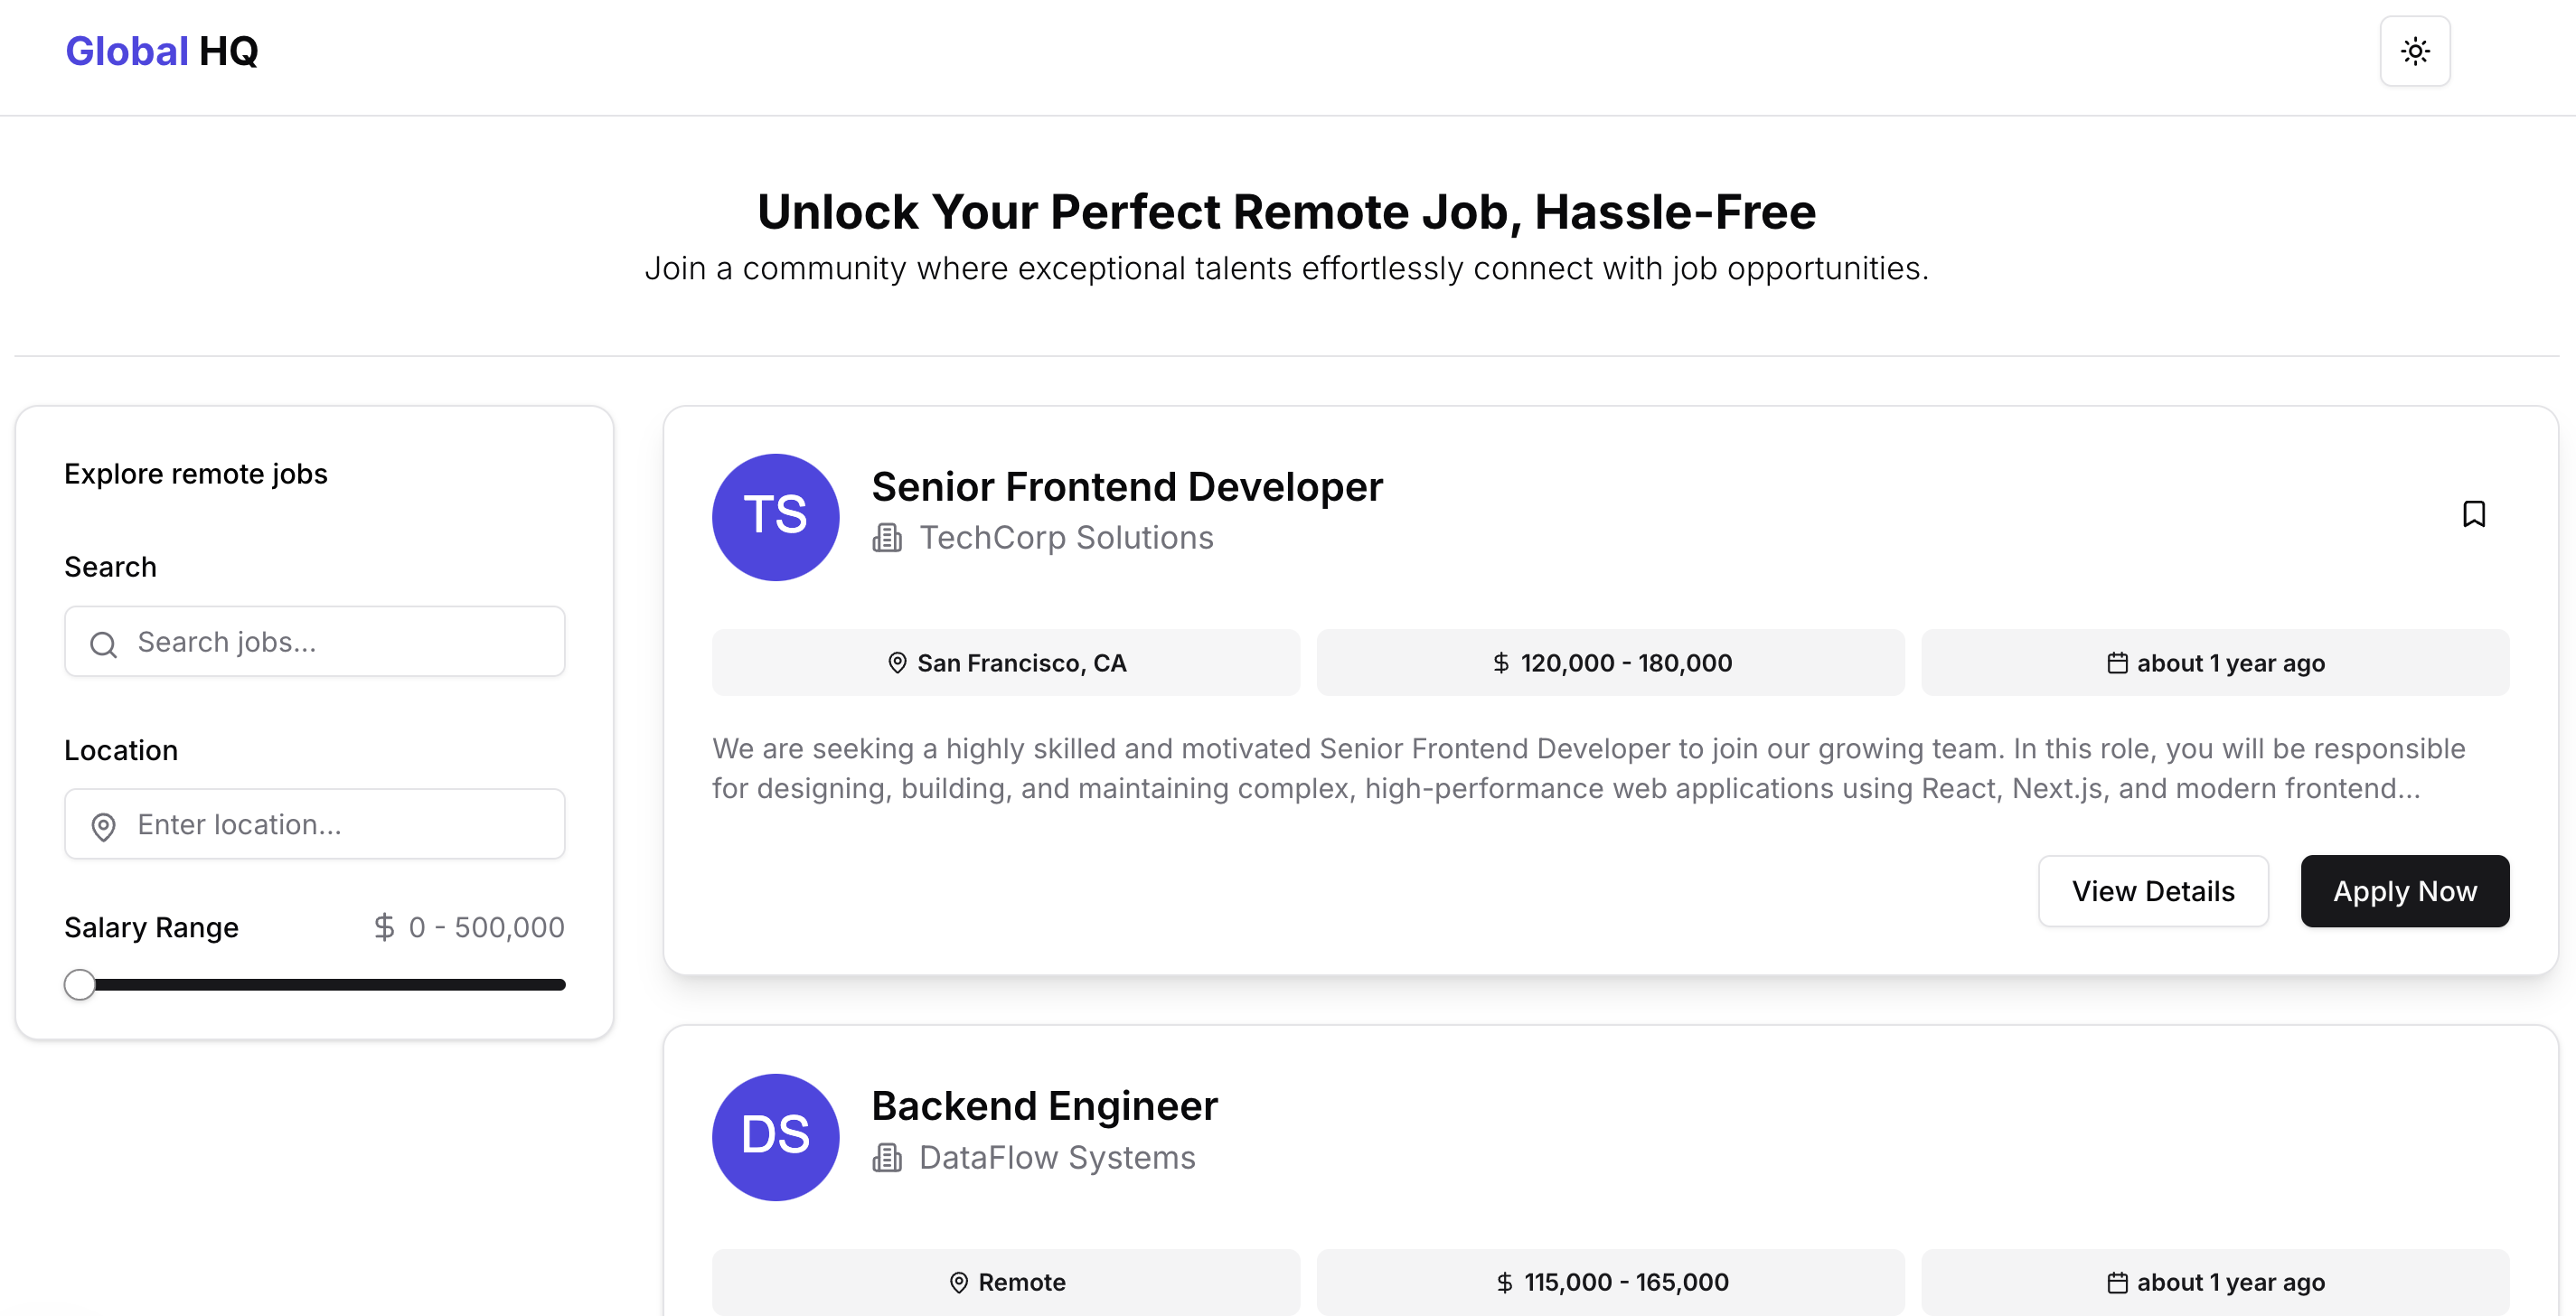 Global HQ
Unlock Your Perfect Remote Job, Hassle-Free
Join a community where exceptional talents effortlessly connect with job opportunities.
Explore remote jobs
Search
Search jobs...
Location
Enter location...
Salary Range
$ 0 - 500,000
TS
Senior Frontend Developer
TechCorp Solutions
San Francisco, CA
$ 120,000 - 180,000
about 1 year ago
We are seeking a highly skilled and motivated Senior Frontend Developer to join our growing team. In this role, you will be responsible
for designing, building, and maintaining complex, high-performance web applications using React, Next.js, and modern frontend...
View Details
Apply Now
DS
Backend Engineer
DataFlow Systems
Remote
$ 115,000 - 165,000
about 1 year ago